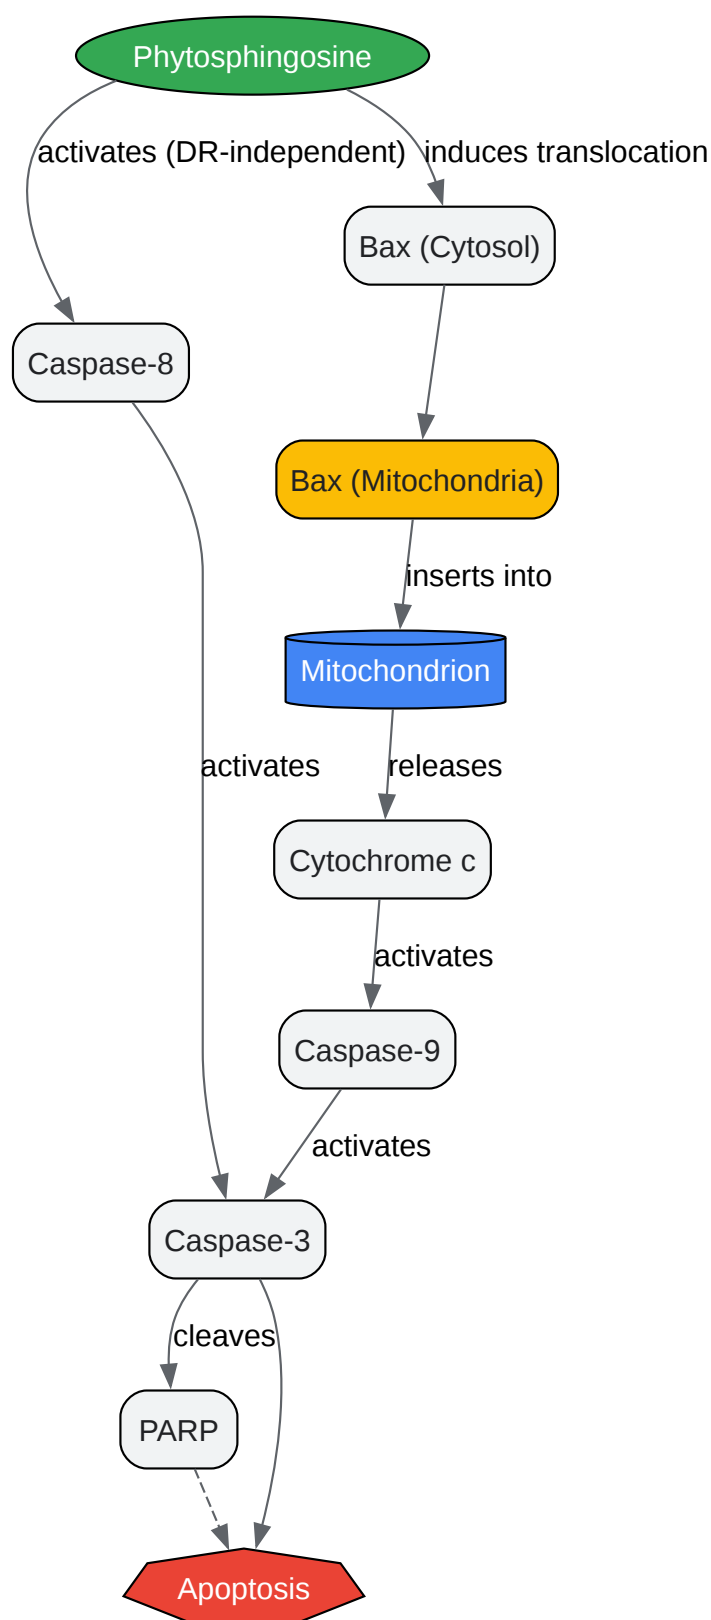 Phytosphingosine
activates (DR-independent)
induces translocation
Bax (Cytosol)
Caspase-8
Bax (Mitochondria)
inserts into
Mitochondrion
activates
releases
Cytochrome c
activates
Caspase-9
activates
Caspase-3
cleaves
PARP
Apoptosis